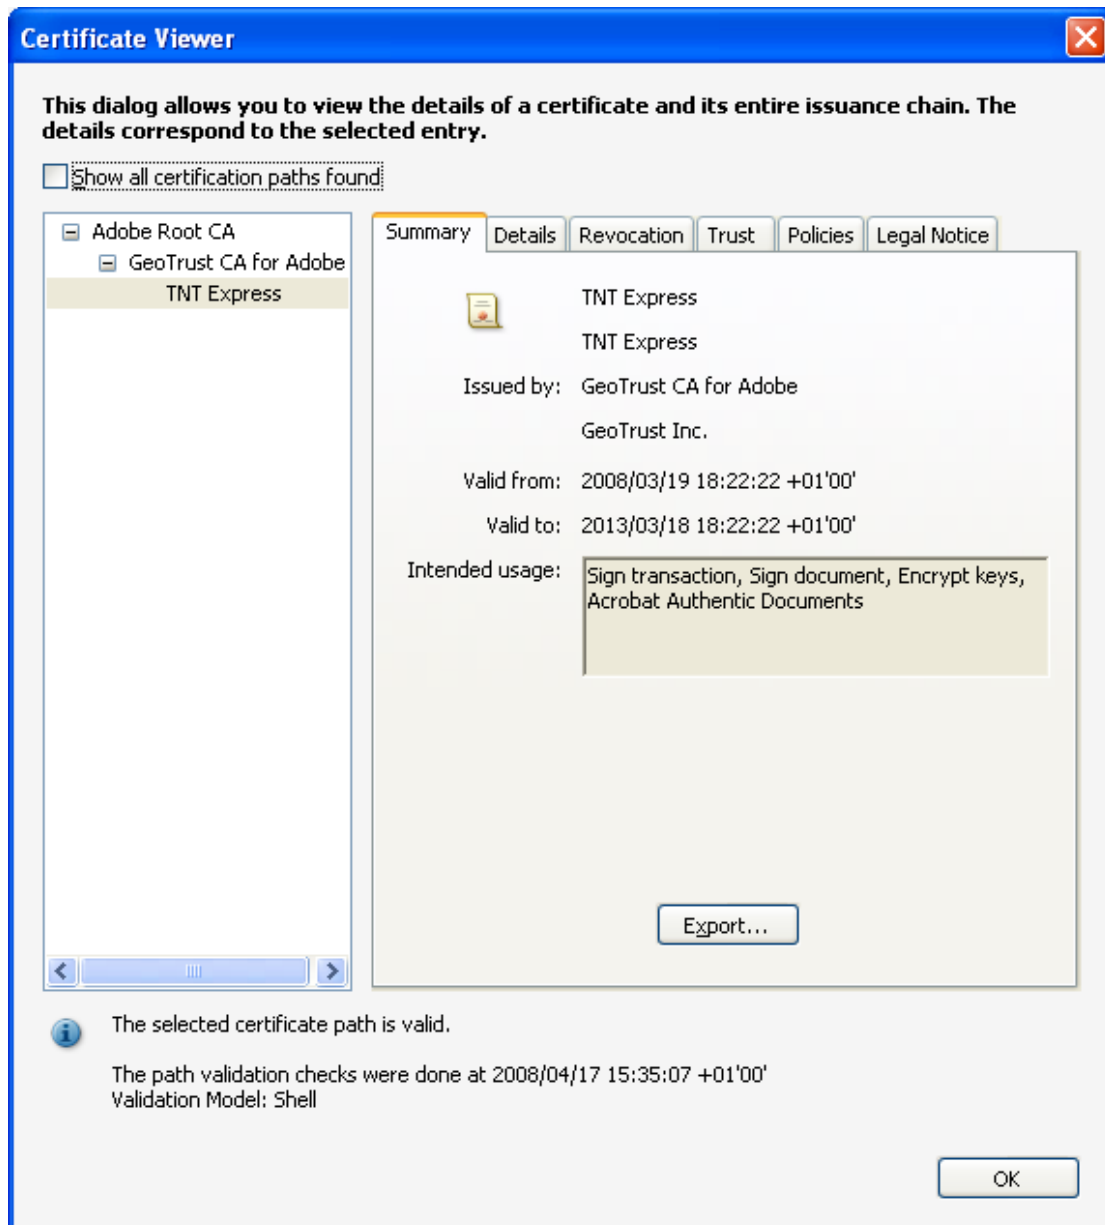 Certificate Viewer
This dialog allows you to view the details of a certificate and its entire issuance chain. The
details correspond to the selected entry.
Show all certification paths found
Adobe Root CA
GeoTrust CA for Adobe
TNT Express
Summary Details Revocation Trust Policies Legal Notice
TNT Express
TNT Express
Issued by: GeoTrust CA for Adobe
GeoTrust Inc.
Valid from: 2008/03/19 18:22:22 +01'00'
Valid to: 2013/03/18 18:22:22 +01'00'
Intended usage: Sign transaction, Sign document, Encrypt keys,
Acrobat Authentic Documents
Export...
The selected certificate path is valid.
The path validation checks were done at 2008/04/17 15:35:07 +01'00'
Validation Model: Shell
OK